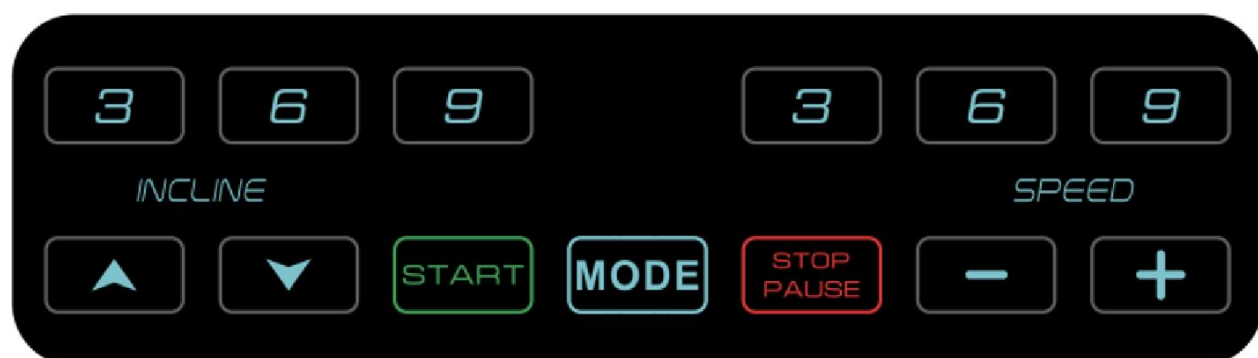 3 6 9 3 6 9
INCLINE SPEED
START MODE STOP PAUSE - +